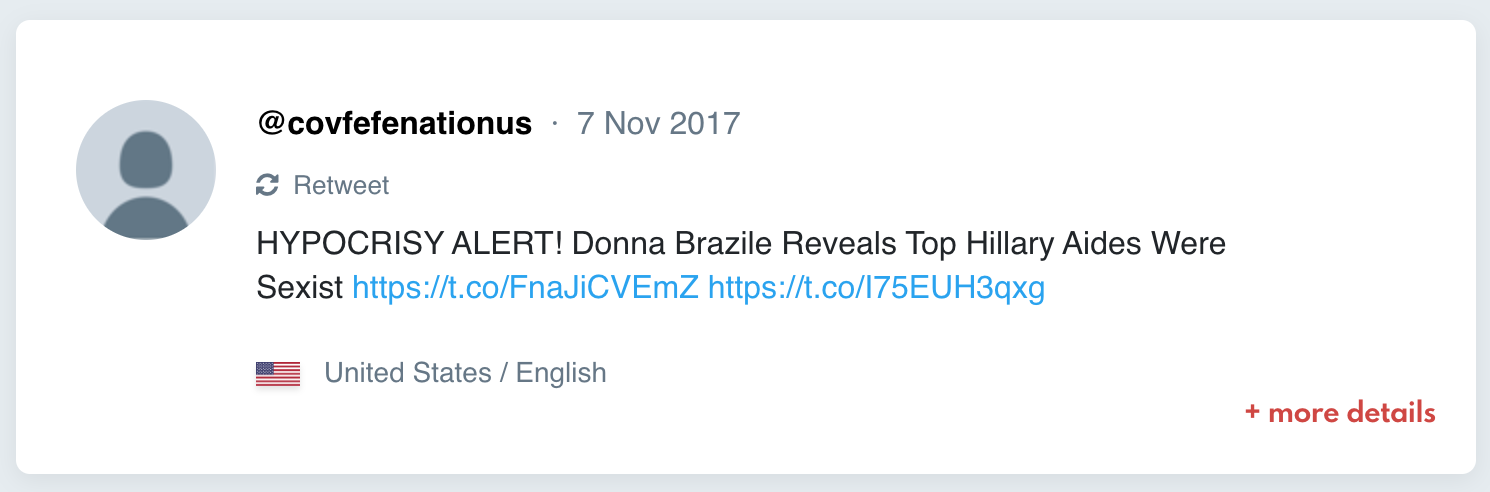 @covfefenationus · 7 Nov 2017
Retweet
HYPOCRISY ALERT! Donna Brazile Reveals Top Hillary Aides Were
Sexist https://t.co/FnaJiCVEmZ https://t.co/I75EUH3qxg
United States / English
+ more details